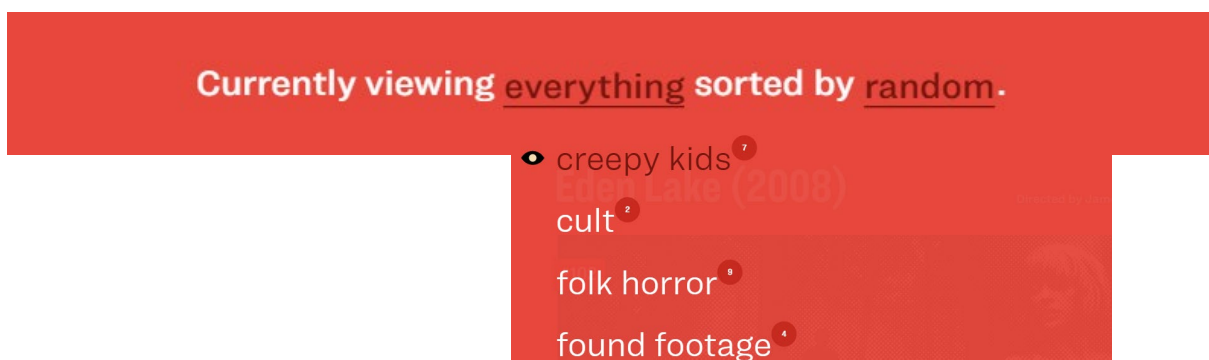 Currently viewing everything sorted by random.
creepy kids 7
Eden Lake (2008)
cult 2
folk horror 9
found footage 4